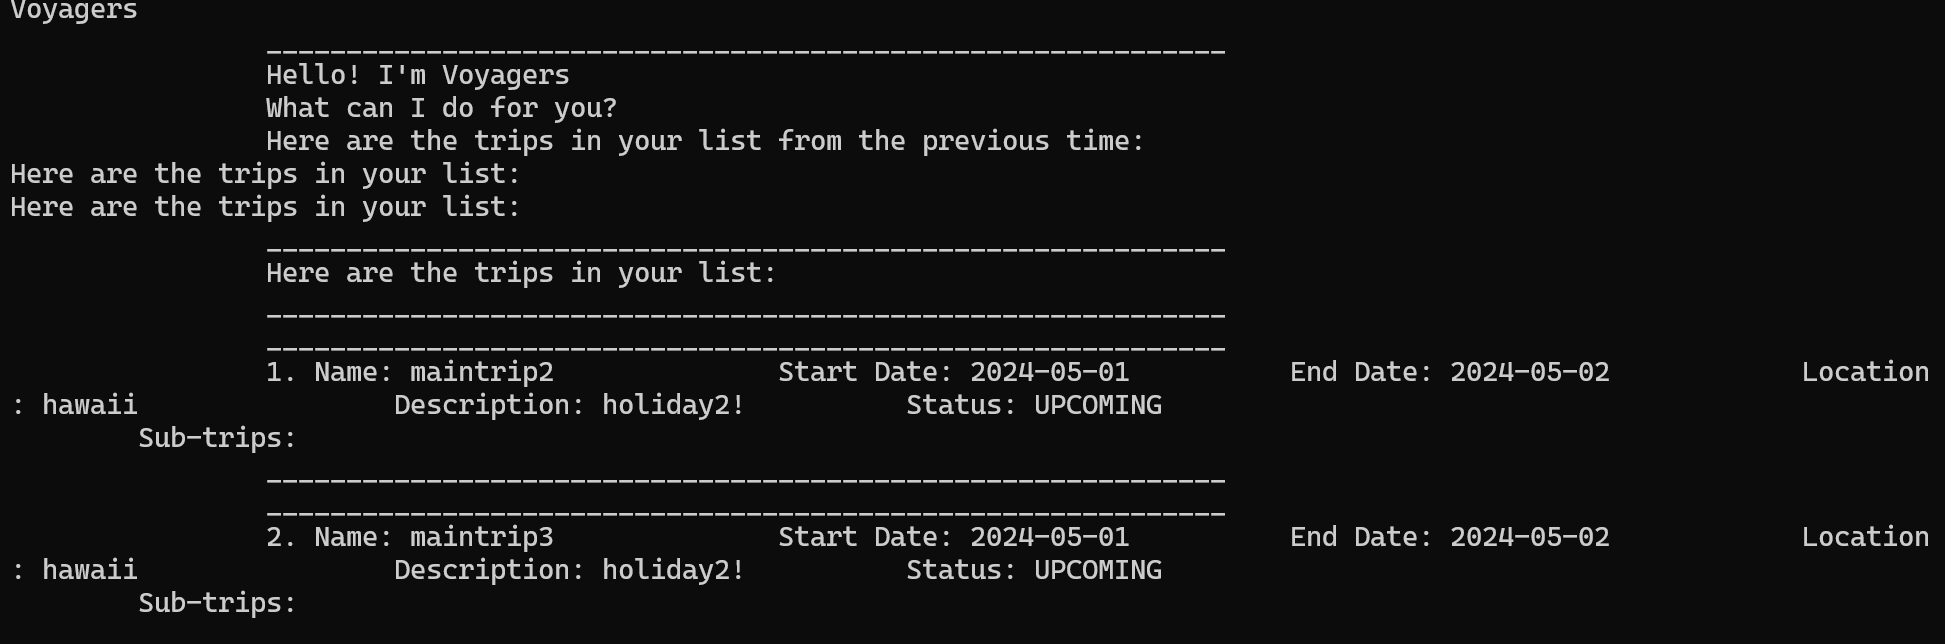 Voyagers
____________________________________________________________
Hello! I'm Voyagers
What can I do for you?
Here are the trips in your list from the previous time:
Here are the trips in your list:
Here are the trips in your list:
____________________________________________________________
Here are the trips in your list:
____________________________________________________________
____________________________________________________________
1. Name: maintrip2 Start Date: 2024-05-01 End Date: 2024-05-02 Location
: hawaii Description: holiday2! Status: UPCOMING
Sub-trips:
____________________________________________________________
____________________________________________________________
2. Name: maintrip3 Start Date: 2024-05-01 End Date: 2024-05-02 Location
: hawaii Description: holiday2! Status: UPCOMING
Sub-trips: